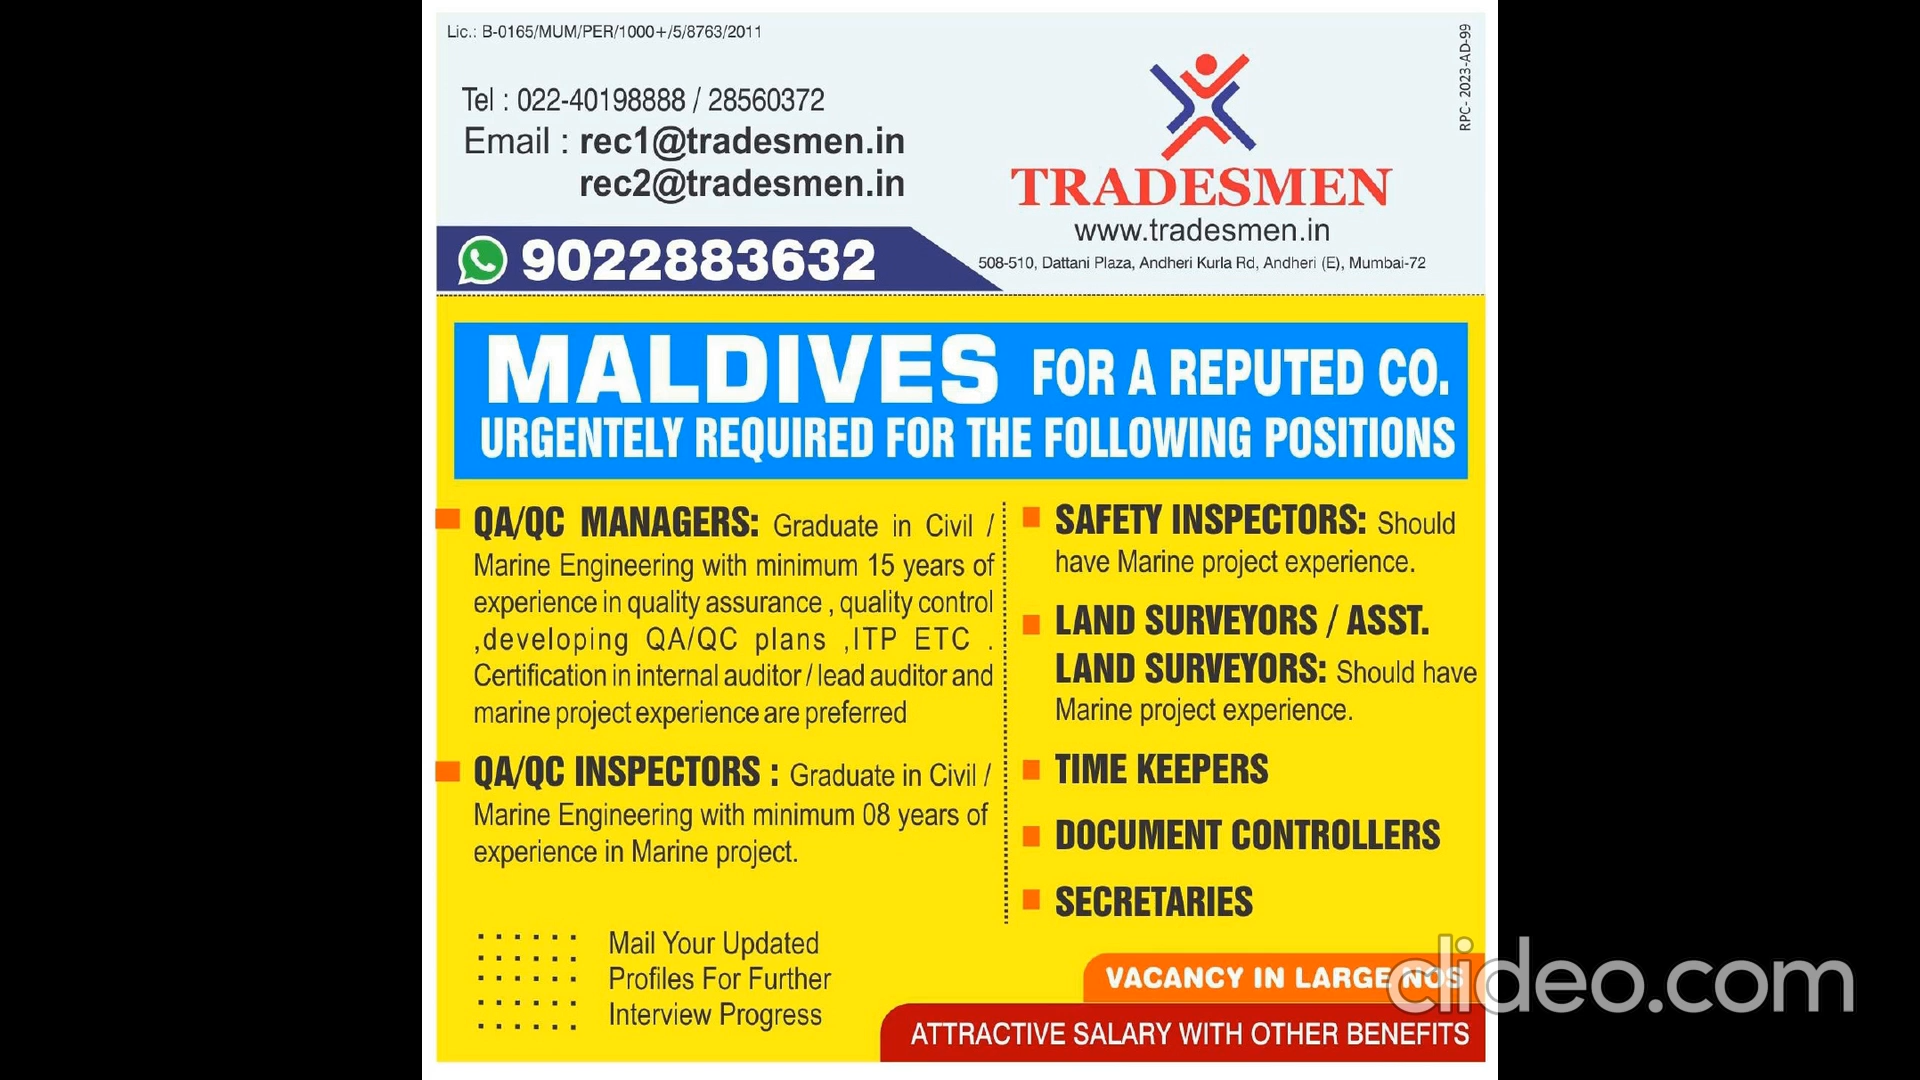 Lic.: B-0165/MUM/PER/1000+/5/8763/2011
RPC- 2023-AD-99
Tel : 022-40198888 / 28560372
Email : rec1@tradesmen.in
rec2@tradesmen.in
9022883632
TRADESMEN
www.tradesmen.in
508-510, Dattani Plaza, Andheri Kurla Rd, Andheri (E), Mumbai-72
MALDIVES FOR A REPUTED CO.
URGENTELY REQUIRED FOR THE FOLLOWING POSITIONS
QA/QC MANAGERS: Graduate in Civil /
Marine Engineering with minimum 15 years of
experience in quality assurance , quality control
,developing QA/QC plans ,ITP ETC .
Certification in internal auditor / lead auditor and
marine project experience are preferred
QA/QC INSPECTORS : Graduate in Civil /
Marine Engineering with minimum 08 years of
experience in Marine project.
Mail Your Updated
Profiles For Further
Interview Progress
SAFETY INSPECTORS: Should
have Marine project experience.
LAND SURVEYORS / ASST.
LAND SURVEYORS: Should have
Marine project experience.
TIME KEEPERS
DOCUMENT CONTROLLERS
SECRETARIES
VACANCY IN LARGE NOS
ATTRACTIVE SALARY WITH OTHER BENEFITS
clideo.com